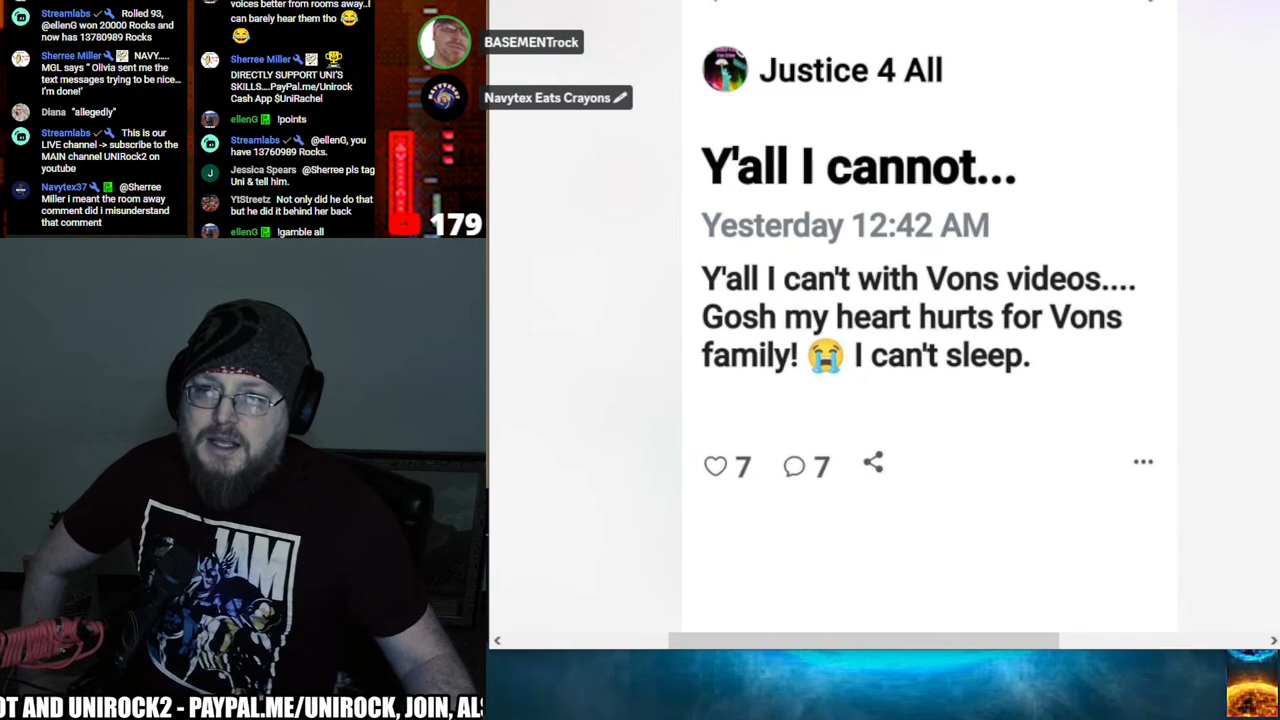 Streamlabs Rolled 93,
@ellenG won 20000 Rocks and
now has 13780989 Rocks
Sherree Miller NAVY.....
MGL says " Olivia sent me the
text messages trying to be nice...
I'm done!'
Diana "allegedly"
Streamlabs This is our
LIVE channel -> subscribe to the
MAIN channel UNIRock2 on
youtube
Navytex37 @Sherree
Miller i meant the room away
comment did i misunderstand
that comment
voices better from rooms away..I
can barely hear them tho 😂
😂
Sherree Miller
DIRECTLY SUPPORT UNI'S
SKILLS....PayPal.me/Unirock
Cash App $UniRachel
ellenG !points
Streamlabs @ellenG, you
have 13760989 Rocks.
Jessica Spears @Sherree pls tag
Uni & tell him.
YtStreetz Not only did he do that
but he did it behind her back
ellenG !gamble all
BASEMENTrock
Navytex Eats Crayons
179
JAM
Justice 4 All
Y'all I cannot...
Yesterday 12:42 AM
Y'all I can't with Vons videos....
Gosh my heart hurts for Vons
family! 😭 I can't sleep.
7 7
OT AND UNIROCK2 - PAYPAL.ME/UNIROCK, JOIN, ALS